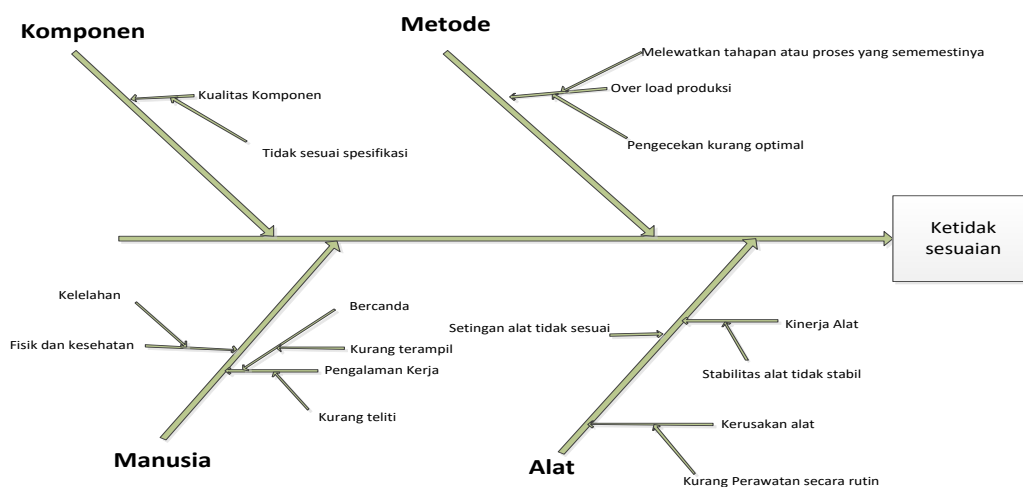 Komponen
Metode
Melewatkan tahapan atau proses yang sememestinya
Kualitas Komponen
Over load produksi
Tidak sesuai spesifikasi
Pengecekan kurang optimal
Ketidak
sesuaian
Kelelahan
Bercanda
Fisik dan kesehatan
Kurang terampil
Pengalaman Kerja
Kurang teliti
Setingan alat tidak sesuai
Kinerja Alat
Stabilitas alat tidak stabil
Kerusakan alat
Kurang Perawatan secara rutin
Manusia
Alat